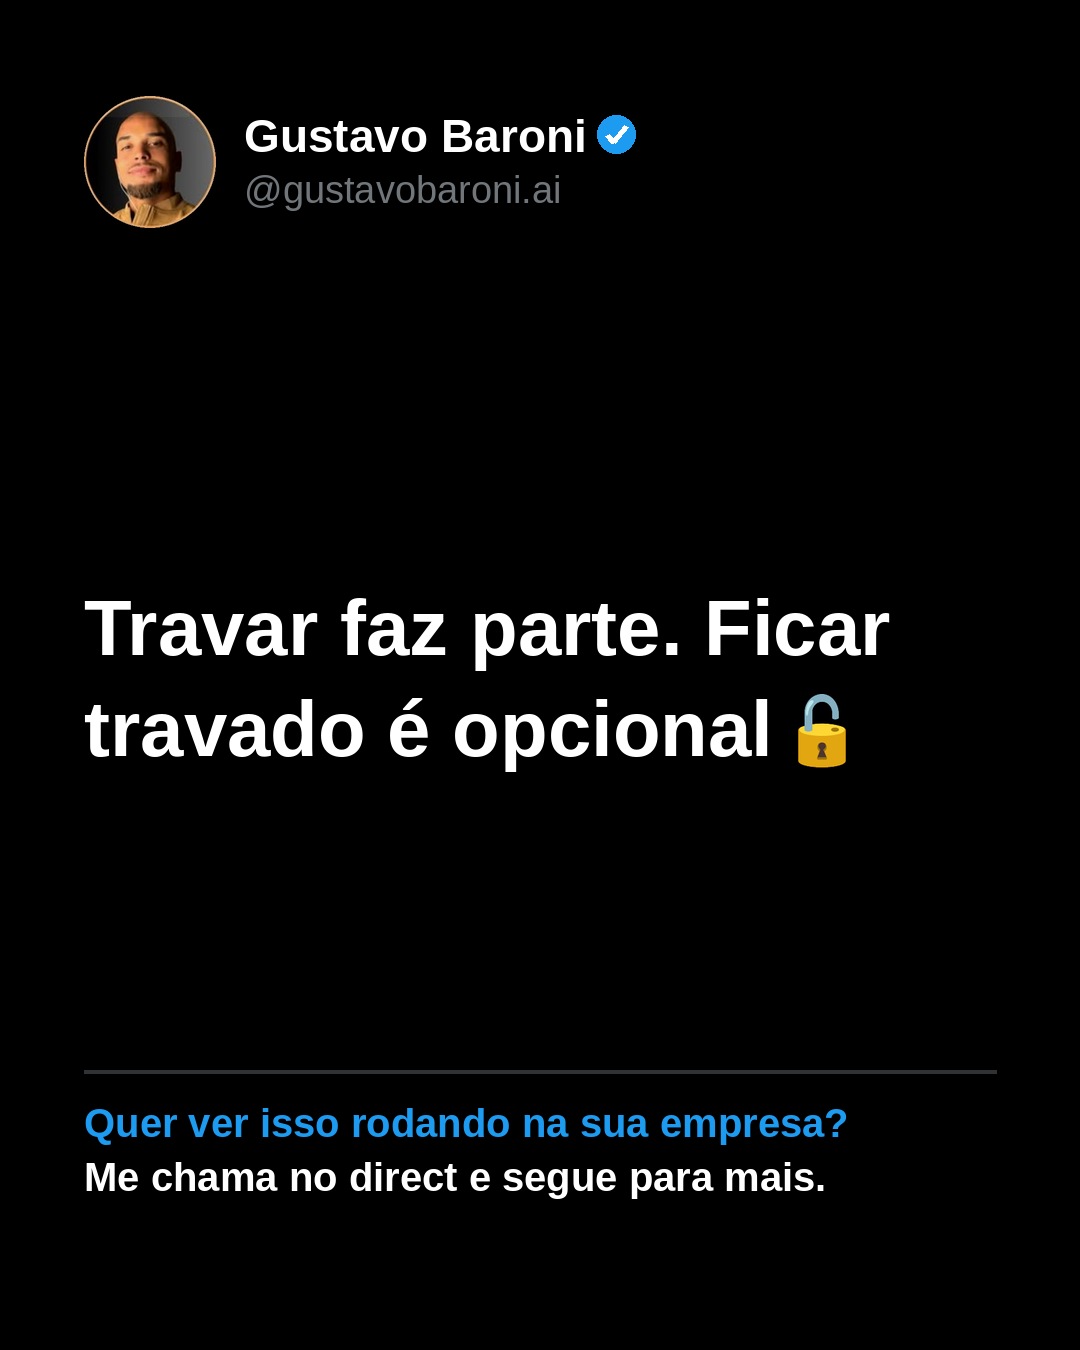 Gustavo Baroni
@gustavobaroni.ai
Travar faz parte. Ficar
travado é opcional 🔓
Quer ver isso rodando na sua empresa?
Me chama no direct e segue para mais.